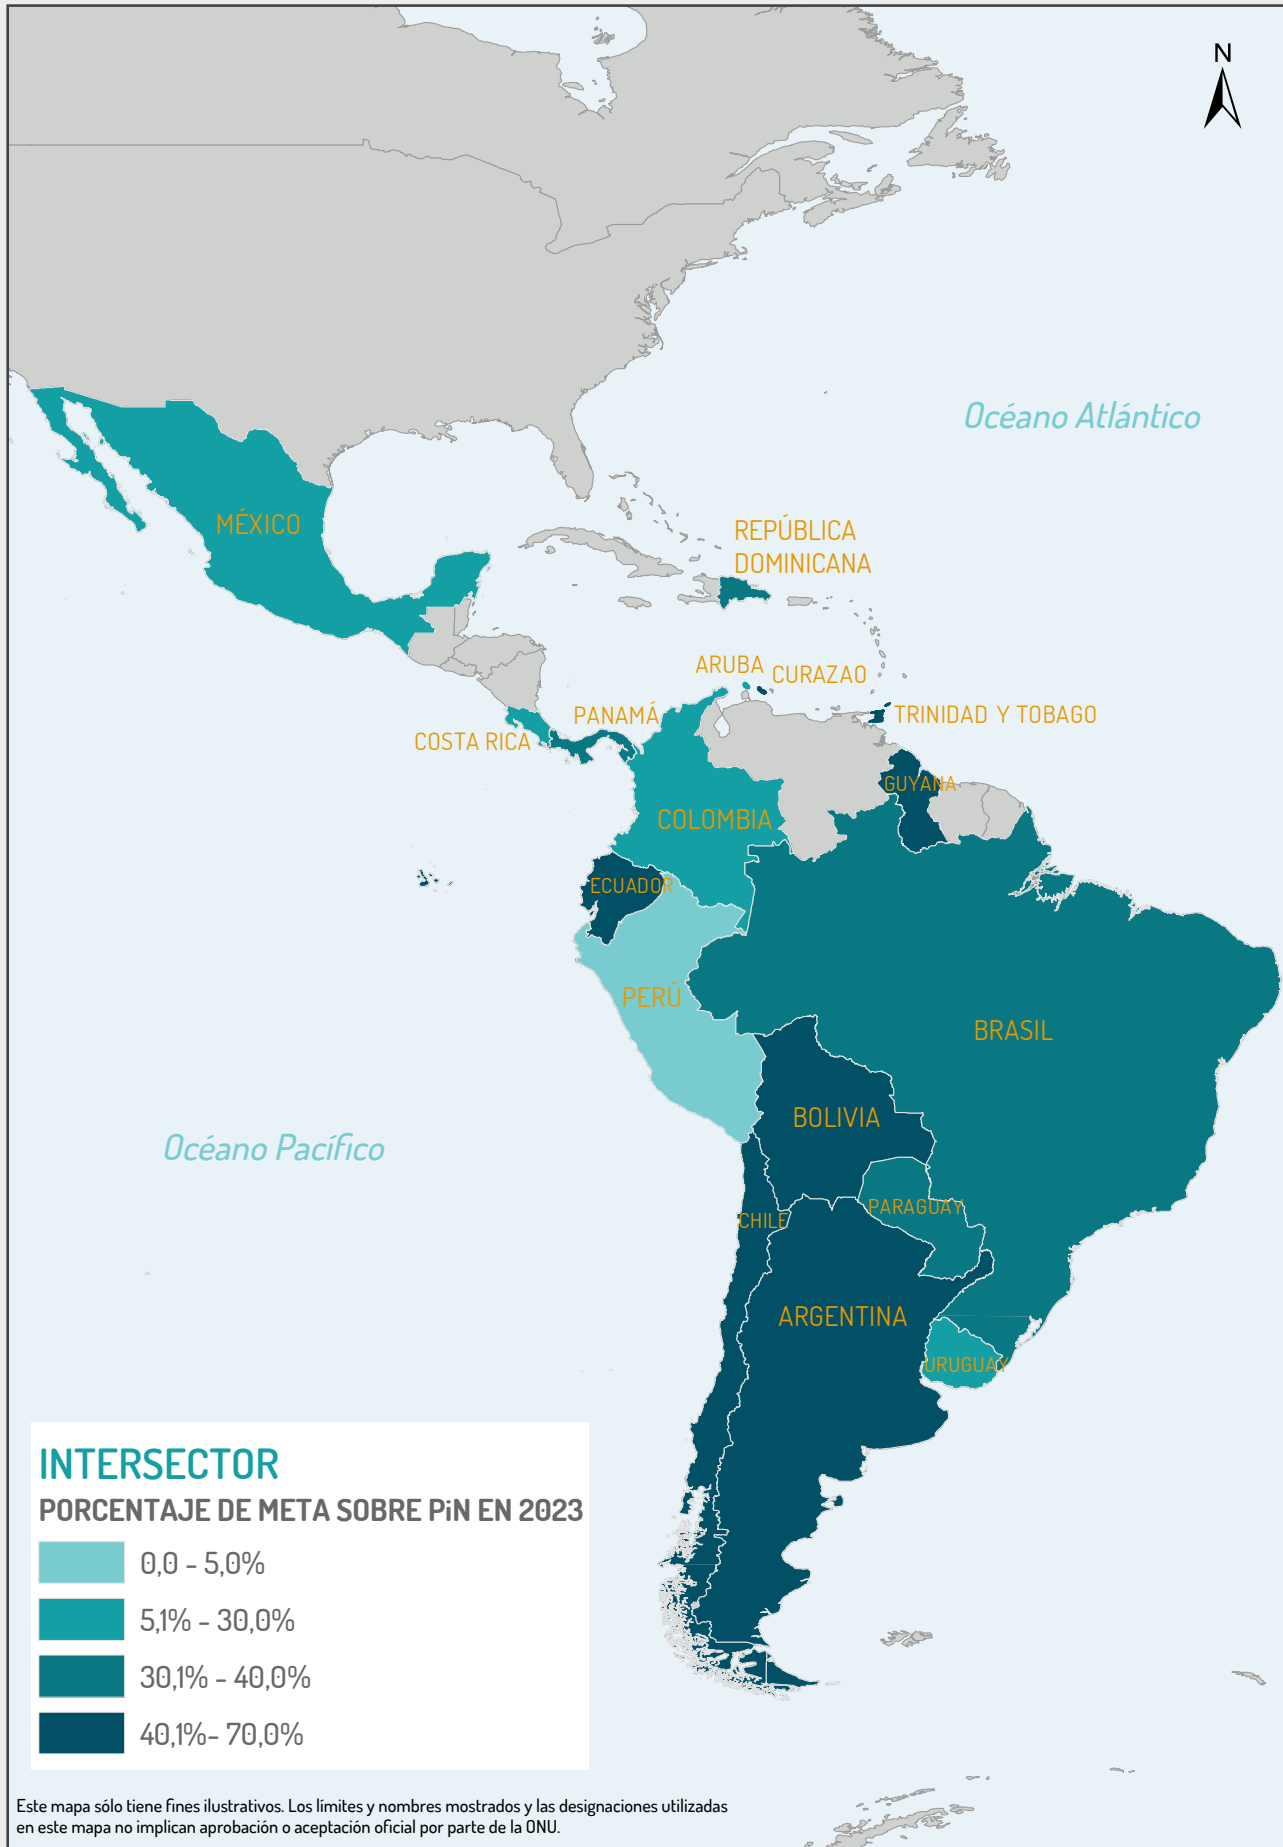 N
Océano Atlántico
MÉXICO
REPÚBLICA
DOMINICANA
ARUBA
CURAZAO
PANAMÁ
TRINIDAD Y TOBAGO
COSTA RICA
GUYANA
COLOMBIA
ECUADOR
PERÚ
BRASIL
BOLIVIA
Océano Pacífico
PARAGUAY
CHILE
ARGENTINA
URUGUAY
INTERSECTOR
PORCENTAJE DE META SOBRE PiN EN 2023
0,0 - 5,0%
5,1% - 30,0%
30,1% - 40,0%
40,1%- 70,0%
Este mapa sólo tiene fines ilustrativos. Los límites y nombres mostrados y las designaciones utilizadas
en este mapa no implican aprobación o aceptación oficial por parte de la ONU.